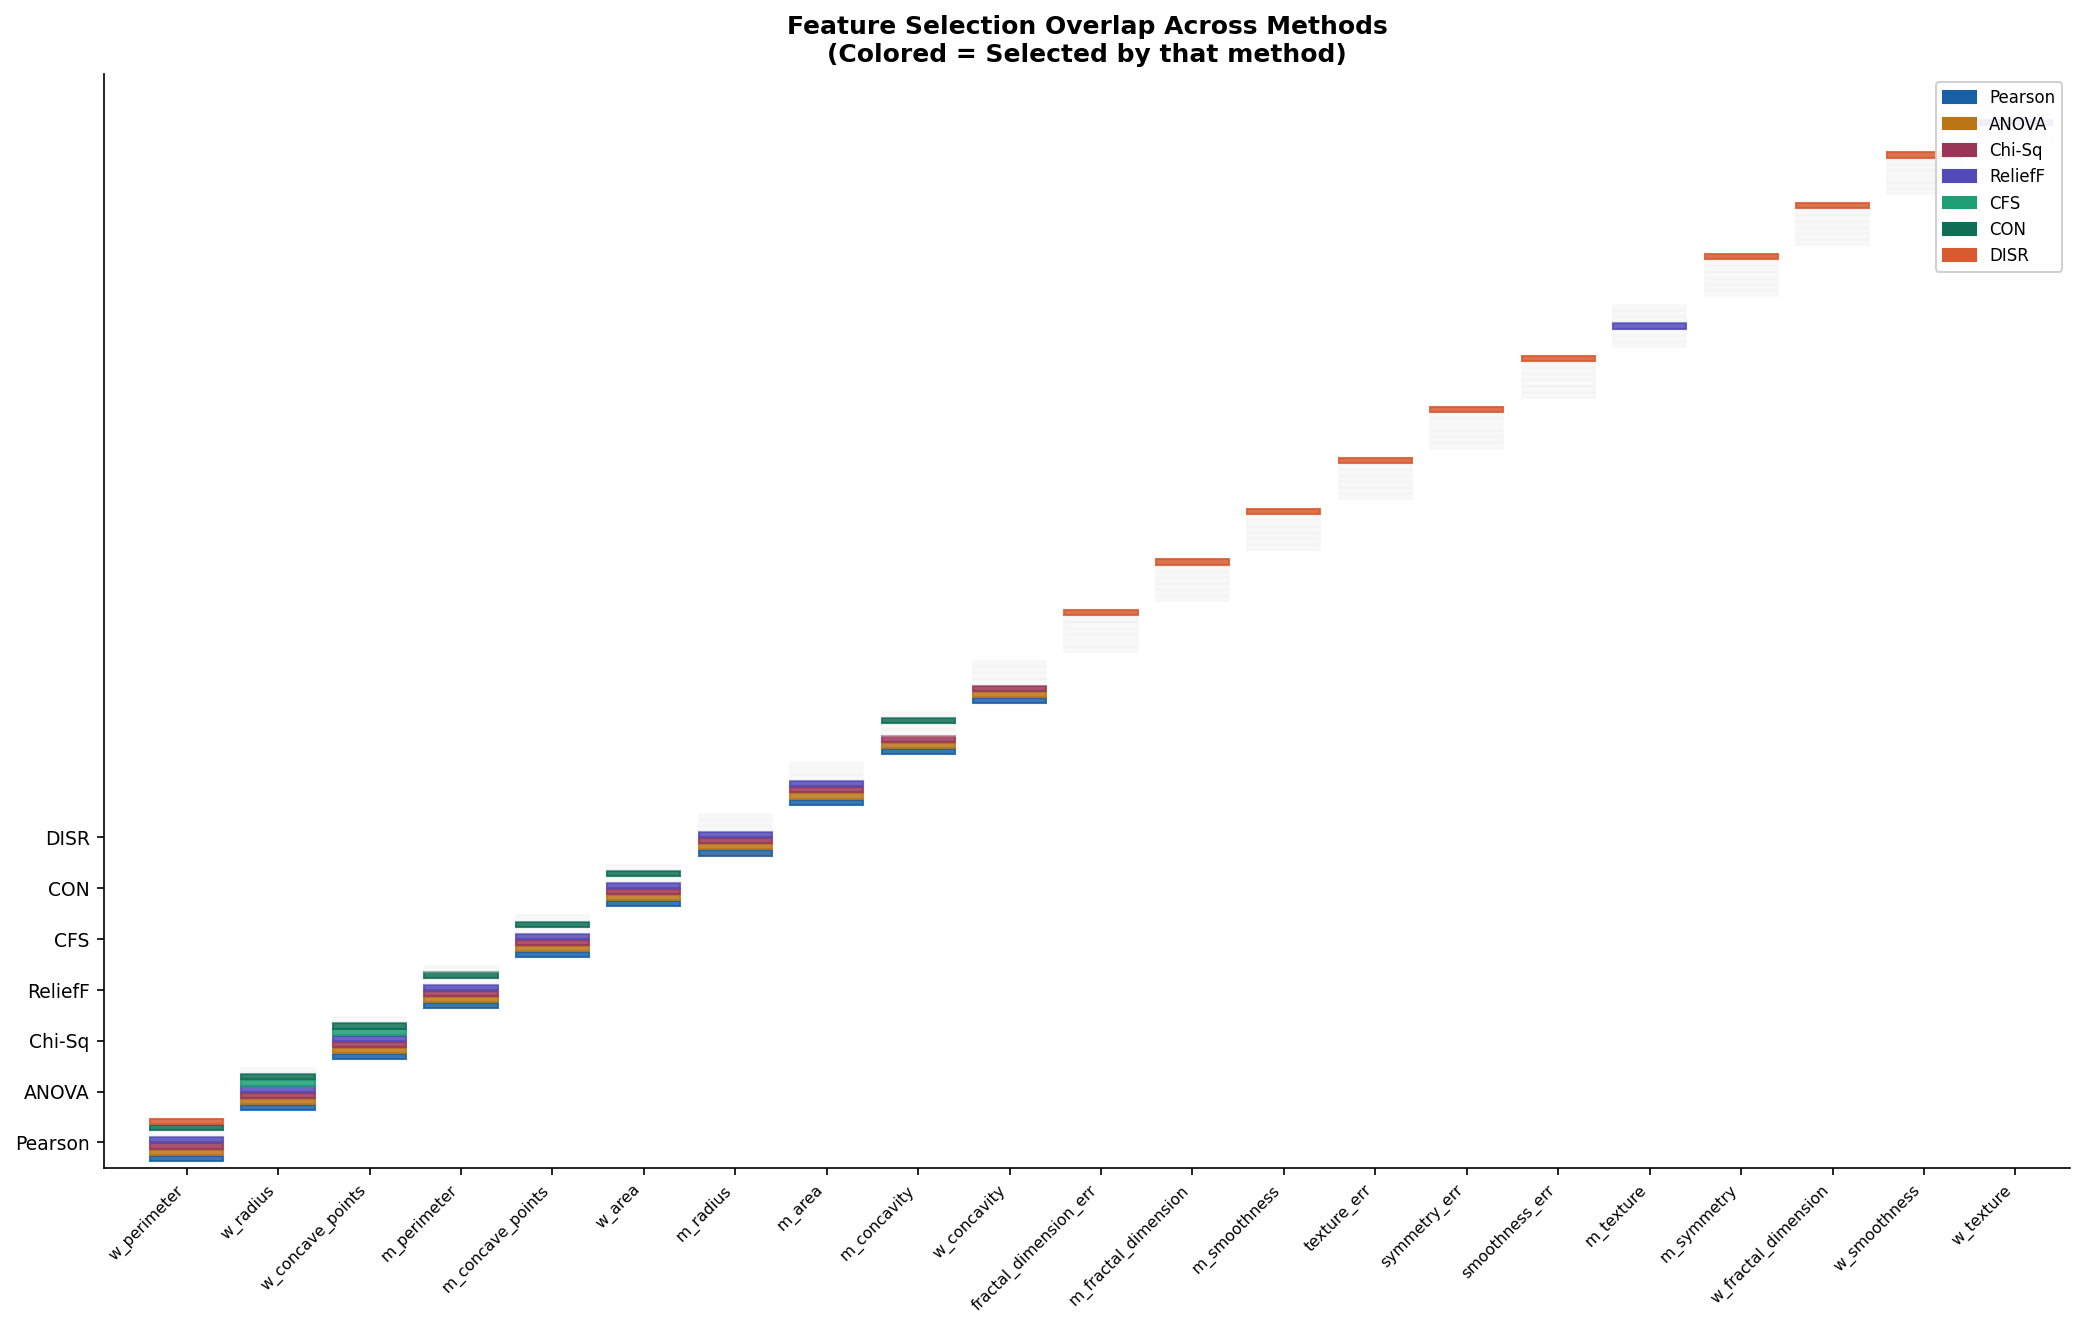 Feature Selection Overlap Across Methods
(Colored = Selected by that method)
Pearson
ANOVA
Chi-Sq
ReliefF
CFS
CON
DISR
DISR
CON
CFS
ReliefF
Chi-Sq
ANOVA
Pearson
w_perimeter
w_radius
w_concave_points
m_perimeter
m_concave_points
w_area
m_radius
m_area
m_concavity
w_concavity
fractal_dimension_err
m_fractal_dimension
m_smoothness
texture_err
symmetry_err
smoothness_err
m_texture
m_symmetry
w_fractal_dimension
w_smoothness
w_texture